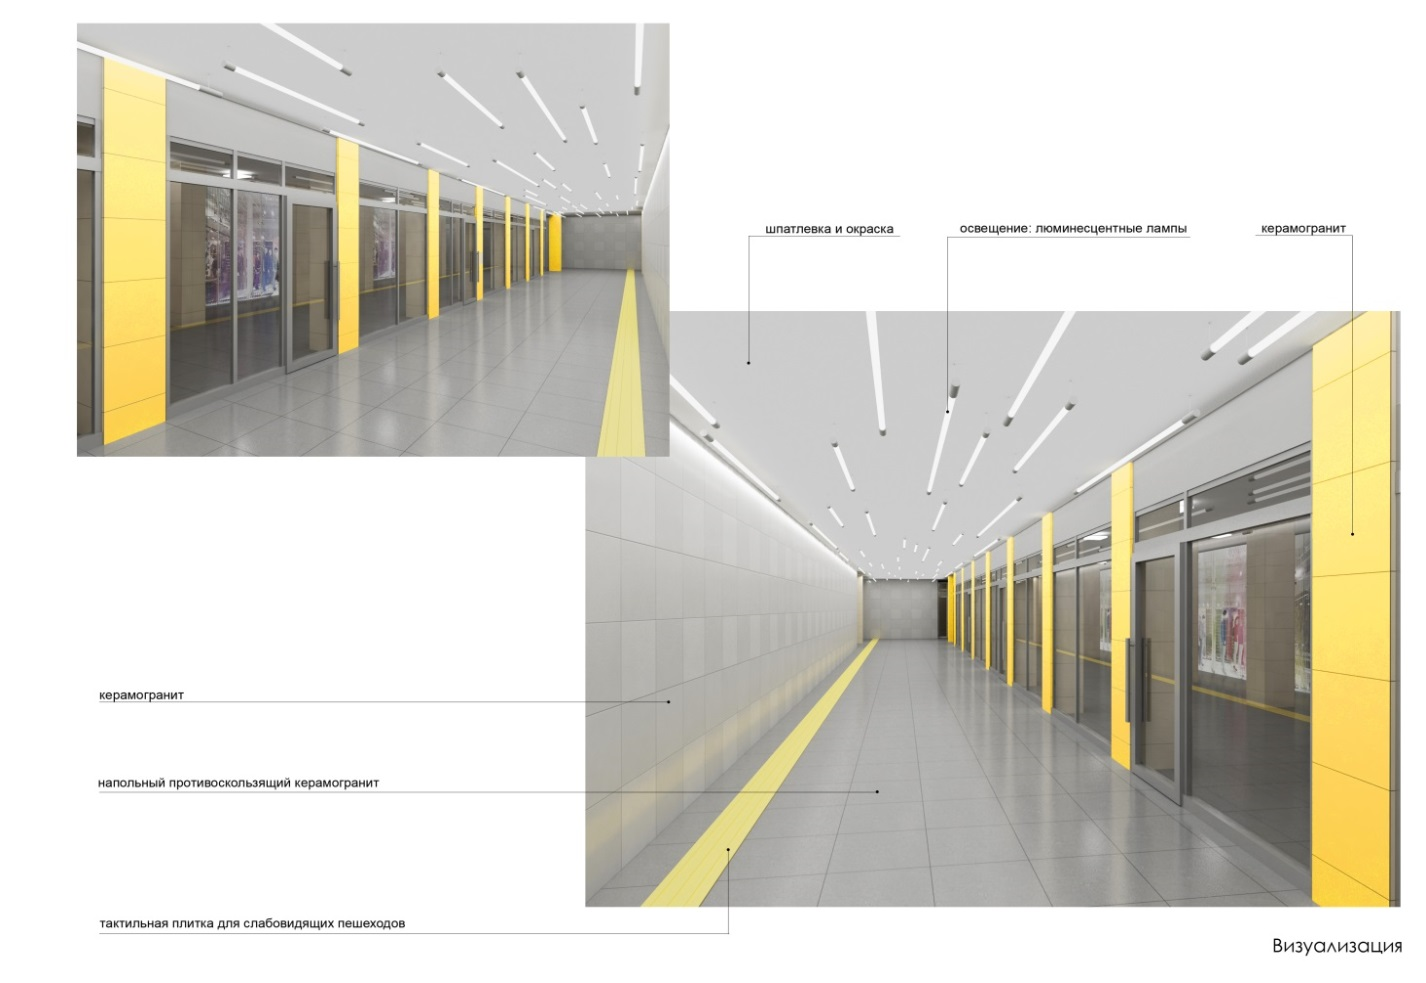 шпатлевка и окраска
освещение: люминесцентные лампы
керамогранит
керамогранит
напольный противоскользящий керамогранит
тактильная плитка для слабовидящих пешеходов
Визуализация